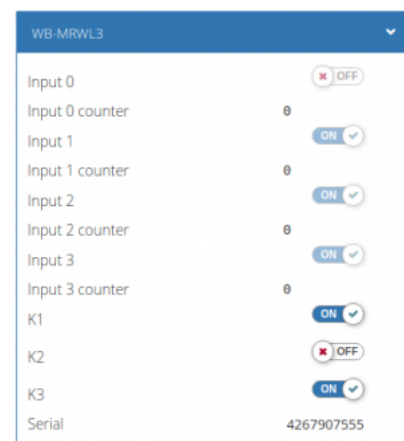 WB-MRWL3
Input 0 OFF
Input 0 counter 0
Input 1 ON
Input 1 counter 0
Input 2 ON
Input 2 counter 0
Input 3 ON
Input 3 counter 0
K1 ON
K2 OFF
K3 ON
Serial 4267907555